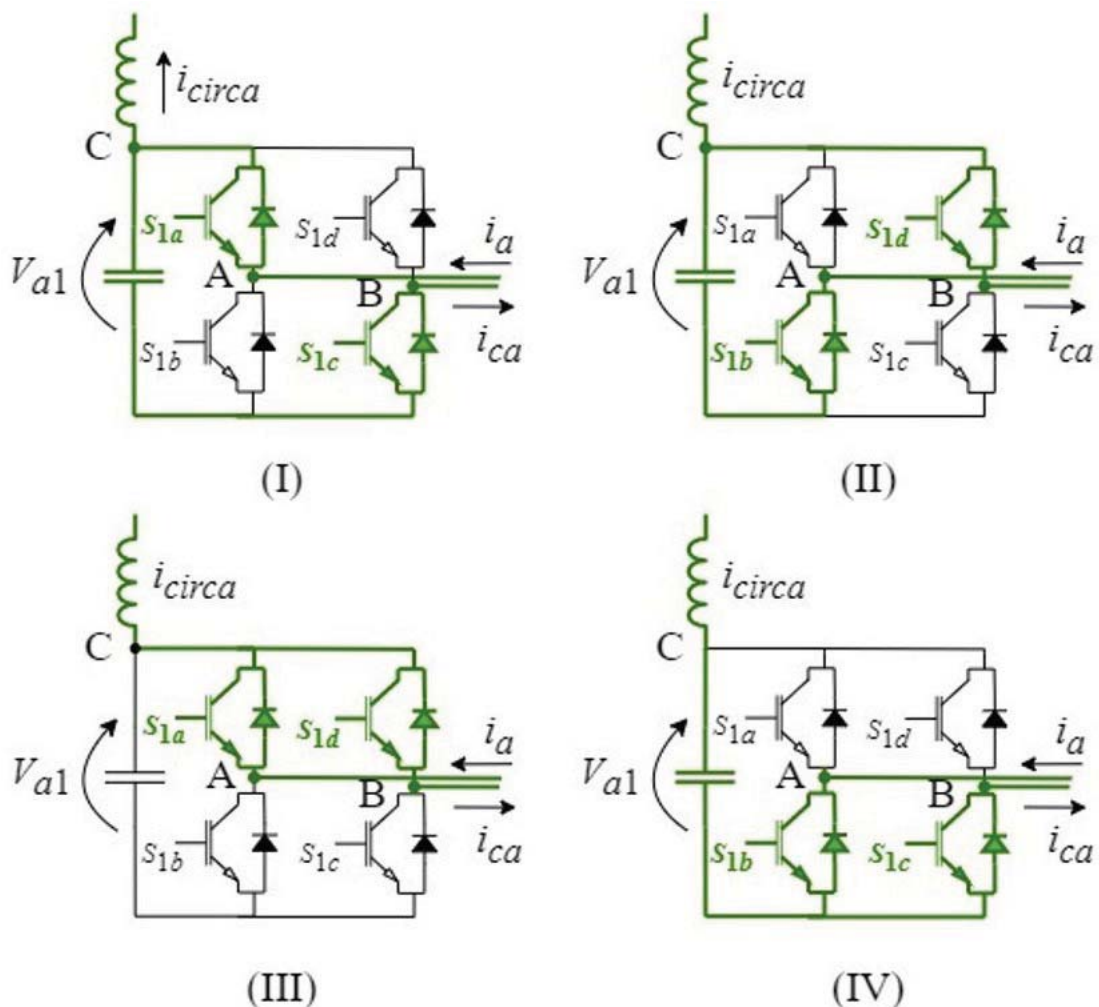 i_circa
i_circa
C
C
s_1a
s_1d
i_a
s_1a
s_1d
i_a
V_a1
A
B
V_a1
A
B
s_1b
s_1c
i_ca
s_1b
s_1c
i_ca
(I)
(II)
i_circa
i_circa
C
C
s_1a
s_1d
i_a
s_1a
s_1d
i_a
V_a1
A
B
V_a1
A
B
s_1b
s_1c
i_ca
s_1b
s_1c
i_ca
(III)
(IV)